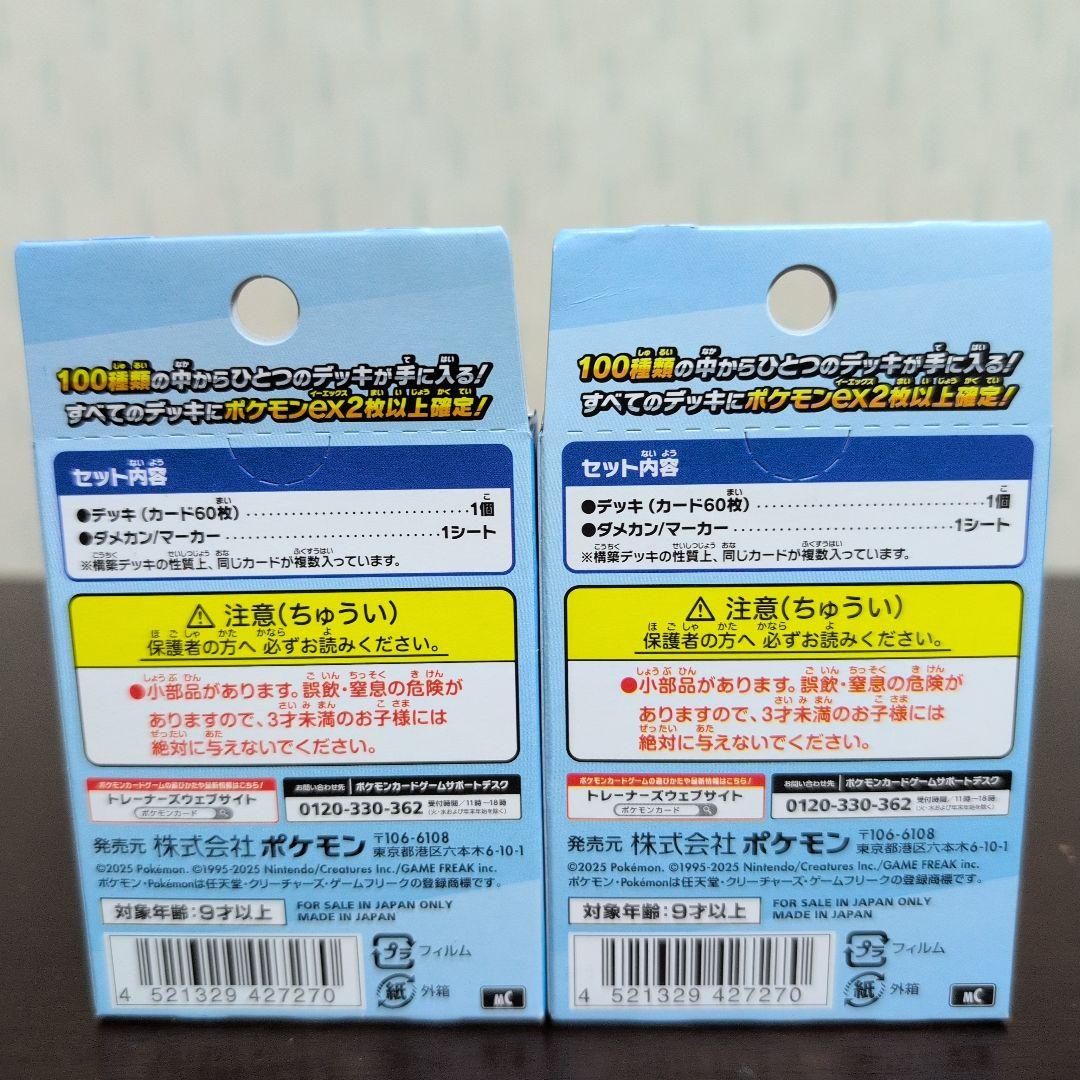 100種類の中からひとつのデッキが手に入る!
すべてのデッキにポケモンex2枚以上確定!
セット内容
●デッキ(カード60枚)‥‥‥‥‥‥‥‥‥1個
●ダメカン/マーカー‥‥‥‥‥‥‥‥‥1シート
※構築デッキの性質上、同じカードが複数入っています。
⚠ 注意(ちゅうい)
保護者の方へ 必ずお読みください。
●小部品があります。誤飲・窒息の危険が
ありますので、3才未満のお子様には
絶対に与えないでください。
ポケモンカードゲームの遊びかたや最新情報はこちら!
トレーナーズウェブサイト
ポケモンカード
お問い合わせ先 ポケモンカードゲームサポートデスク
0120-330-362 受付時間/11時~18時
(火・水および年末年始を除く)
発売元 株式会社 ポケモン 〒106-6108
東京都港区六本木6-10-1
©2025 Pokémon. ©1995-2025 Nintendo/Creatures Inc./GAME FREAK inc.
ポケモン・Pokémonは任天堂・クリーチャーズ・ゲームフリークの登録商標です。
対象年齢:9才以上
FOR SALE IN JAPAN ONLY
MADE IN JAPAN
4 521329 427270
プラ フィルム
紙 外箱
MC
100種類の中からひとつのデッキが手に入る!
すべてのデッキにポケモンex2枚以上確定!
セット内容
●デッキ(カード60枚)‥‥‥‥‥‥‥‥‥1個
●ダメカン/マーカー‥‥‥‥‥‥‥‥‥1シート
※構築デッキの性質上、同じカードが複数入っています。
⚠ 注意(ちゅうい)
保護者の方へ 必ずお読みください。
●小部品があります。誤飲・窒息の危険が
ありますので、3才未満のお子様には
絶対に与えないでください。
ポケモンカードゲームの遊びかたや最新情報はこちら!
トレーナーズウェブサイト
ポケモンカード
お問い合わせ先 ポケモンカードゲームサポートデスク
0120-330-362 受付時間/11時~18時
(火・水および年末年始を除く)
発売元 株式会社 ポケモン 〒106-6108
東京都港区六本木6-10-1
©2025 Pokémon. ©1995-2025 Nintendo/Creatures Inc./GAME FREAK inc.
ポケモン・Pokémonは任天堂・クリーチャーズ・ゲームフリークの登録商標です。
対象年齢:9才以上
FOR SALE IN JAPAN ONLY
MADE IN JAPAN
4 521329 427270
プラ フィルム
紙 外箱
MC